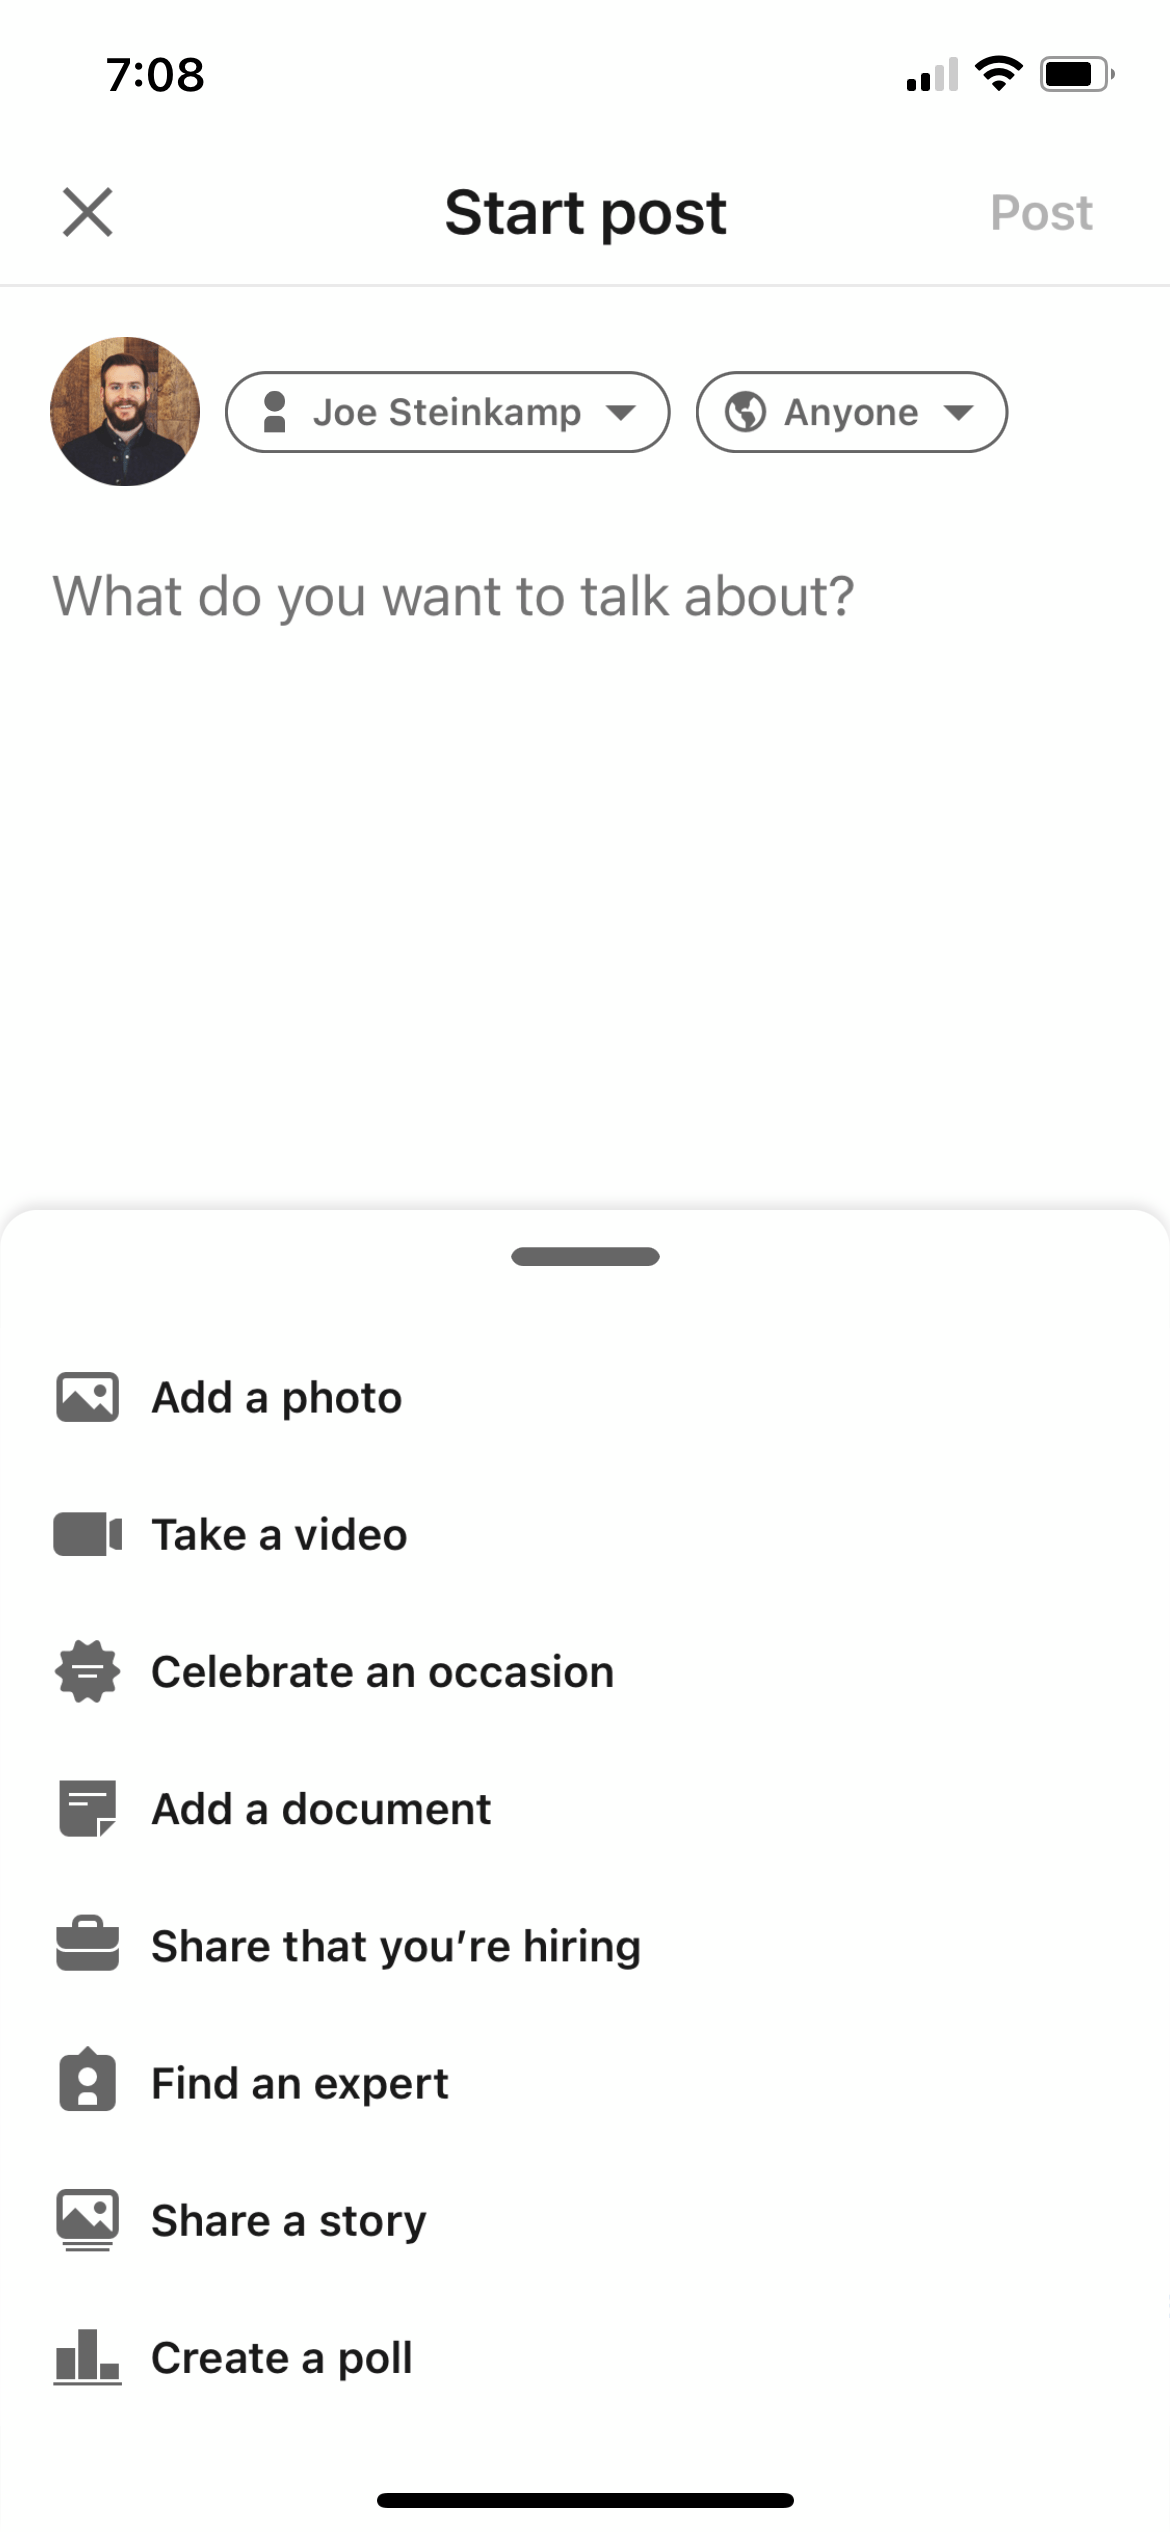 7:08
Start post
Post
Joe Steinkamp
Anyone
What do you want to talk about?
Add a photo
Take a video
Celebrate an occasion
Add a document
Share that you’re hiring
Find an expert
Share a story
Create a poll